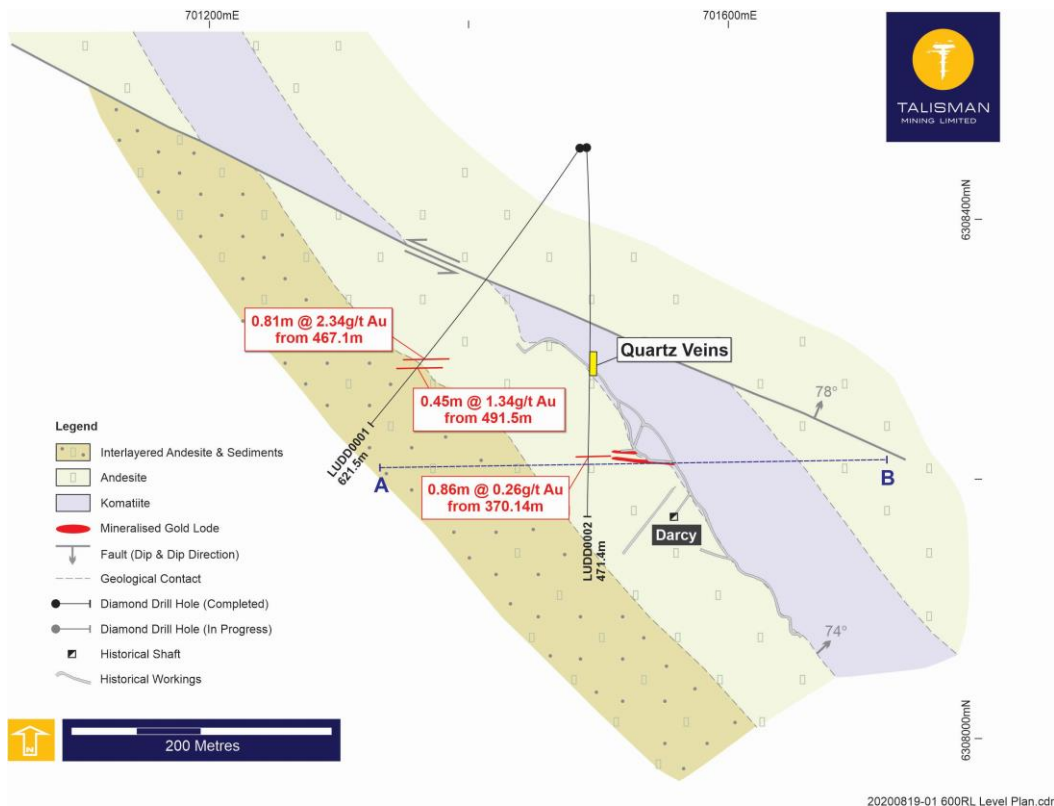 701200mE
701600mE
TALISMAN
MINING LIMITED
6308400mN
0.81m @ 2.34g/t Au
from 467.1m
Quartz Veins
0.45m @ 1.34g/t Au
from 491.5m
78°
LUDD0001
621.5m
A
B
0.86m @ 0.26g/t Au
from 370.14m
Darcy
LUDD0002
471.4m
74°
Legend
Interlayered Andesite & Sediments
Andesite
Komatiite
Mineralised Gold Lode
Fault (Dip & Dip Direction)
Geological Contact
Diamond Drill Hole (Completed)
Diamond Drill Hole (In Progress)
Historical Shaft
Historical Workings
6308000mN
N
200 Metres
20200819-01 600RL Level Plan.cdr